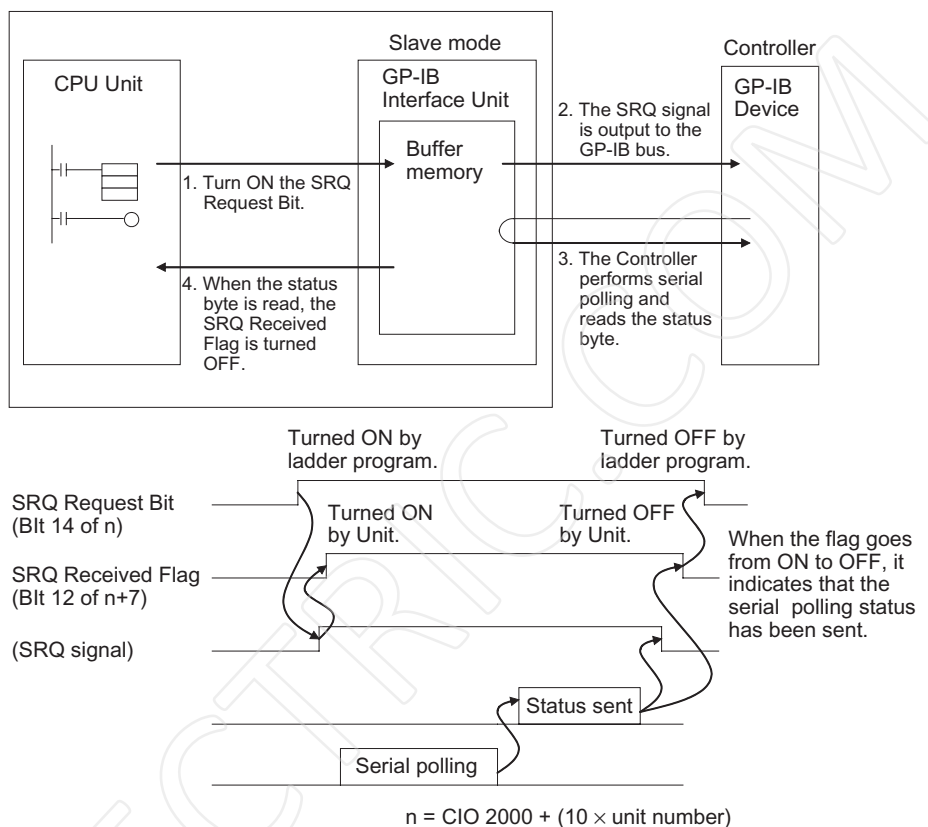 Slave mode
Controller
CPU Unit
GP-IB
Interface Unit
GP-IB
Device
Buffer
memory
1. Turn ON the SRQ
Request Bit.
2. The SRQ signal
is output to the
GP-IB bus.
3. The Controller
performs serial
polling and
reads the status
byte.
4. When the status
byte is read, the
SRQ Received
Flag is turned
OFF.
Turned ON by
ladder program.
Turned OFF by
ladder program.
SRQ Request Bit
(BIt 14 of n)
Turned ON
by Unit.
Turned OFF
by Unit.
SRQ Received Flag
(BIt 12 of n+7)
When the flag goes
from ON to OFF, it
indicates that the
serial polling status
has been sent.
(SRQ signal)
Status sent
Serial polling
n = CIO 2000 + (10 × unit number)
ECTRIC.COM